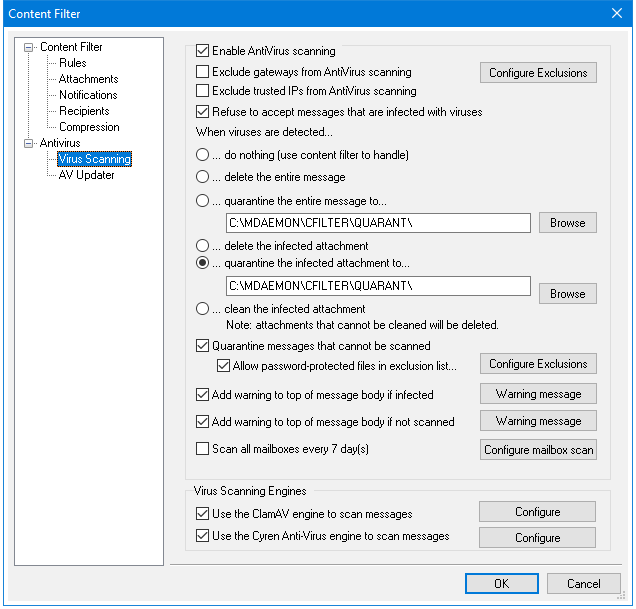 Content Filter
Content Filter
Rules
Attachments
Notifications
Recipients
Compression
Antivirus
Virus Scanning
AV Updater
Enable AntiVirus scanning
Exclude gateways from AntiVirus scanning
Configure Exclusions
Exclude trusted IPs from AntiVirus scanning
Refuse to accept messages that are infected with viruses
When viruses are detected...
... do nothing (use content filter to handle)
... delete the entire message
... quarantine the entire message to...
C:\MDAEMON\CFILTER\QUARANT\
Browse
... delete the infected attachment
... quarantine the infected attachment to...
C:\MDAEMON\CFILTER\QUARANT\
Browse
... clean the infected attachment
Note: attachments that cannot be cleaned will be deleted.
Quarantine messages that cannot be scanned
Allow password-protected files in exclusion list...
Configure Exclusions
Add warning to top of message body if infected
Warning message
Add warning to top of message body if not scanned
Warning message
Scan all mailboxes every 7 day(s)
Configure mailbox scan
Virus Scanning Engines
Use the ClamAV engine to scan messages
Configure
Use the Cyren Anti-Virus engine to scan messages
Configure
OK
Cancel